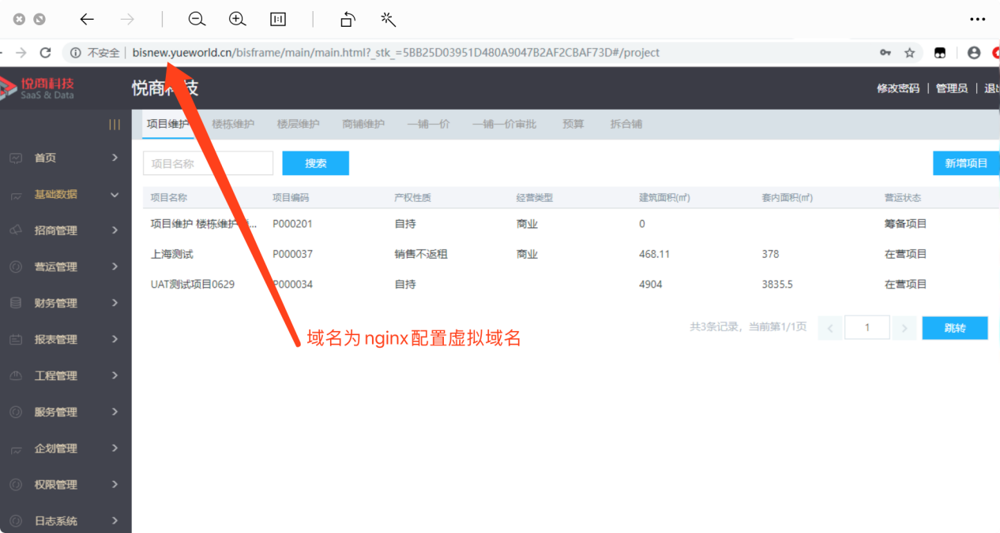 不安全 | bisnew.yueworld.cn/bisframe/main/main.html?_stk_=5BB25D03951D480A9047B2AF2CBAF73D#/project
悦商科技
SaaS & Data
悦商科技
修改密码 | 管理员 |
项目维护 楼栋维护 楼层维护 商铺维护 一铺一价 一铺一价审批 预算 拆合铺
项目名称 搜索 新增项目
首页
基础数据
招商管理
营运管理
财务管理
报表管理
工程管理
服务管理
企划管理
权限管理
日志系统
项目名称 项目编码 产权性质 经营类型 建筑面积(㎡) 套内面积(㎡) 营运状态
项目维护 楼栋维护 ... P000201 自持 商业 0 筹备项目
上海测试 P000037 销售不返租 商业 468.11 378 在营项目
UAT测试项目0629 P000034 自持 4904 3835.5 在营项目
共3条记录，当前第1/1页 < 1 > 跳转
域名为nginx配置虚拟域名